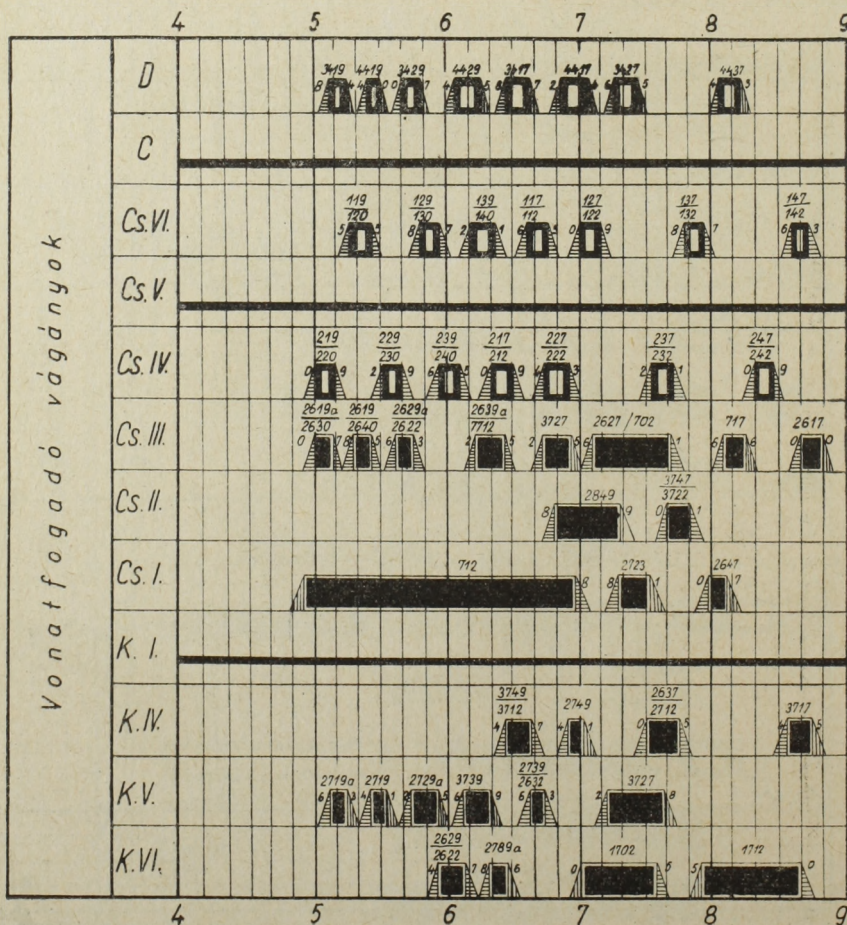 4 5 6 7 8 9
Vonatfogadó vágányok
D
3419 4419 3429 4429 3417 4437 3427 4437
C
Cs.VI.
119 129 139 117 127 137 147
120 130 140 112 122 132 142
Cs.V.
Cs.IV.
219 229 239 217 227 237 247
220 230 240 212 222 232 242
Cs.III.
2619a 2619 2629a 2639a 3727 2627/702 717 2617
2630 2640 2622 7712
Cs.II.
2849 3747
3722
Cs.I.
712 2723 2647
K.I.
K.IV.
3749 2749 2637 3717
3712 2712
K.V.
2719a 2719 2729a 3739 2739 3727
2632
K.VI.
2629 2789a 1702 1712
2622
4 5 6 7 8 9